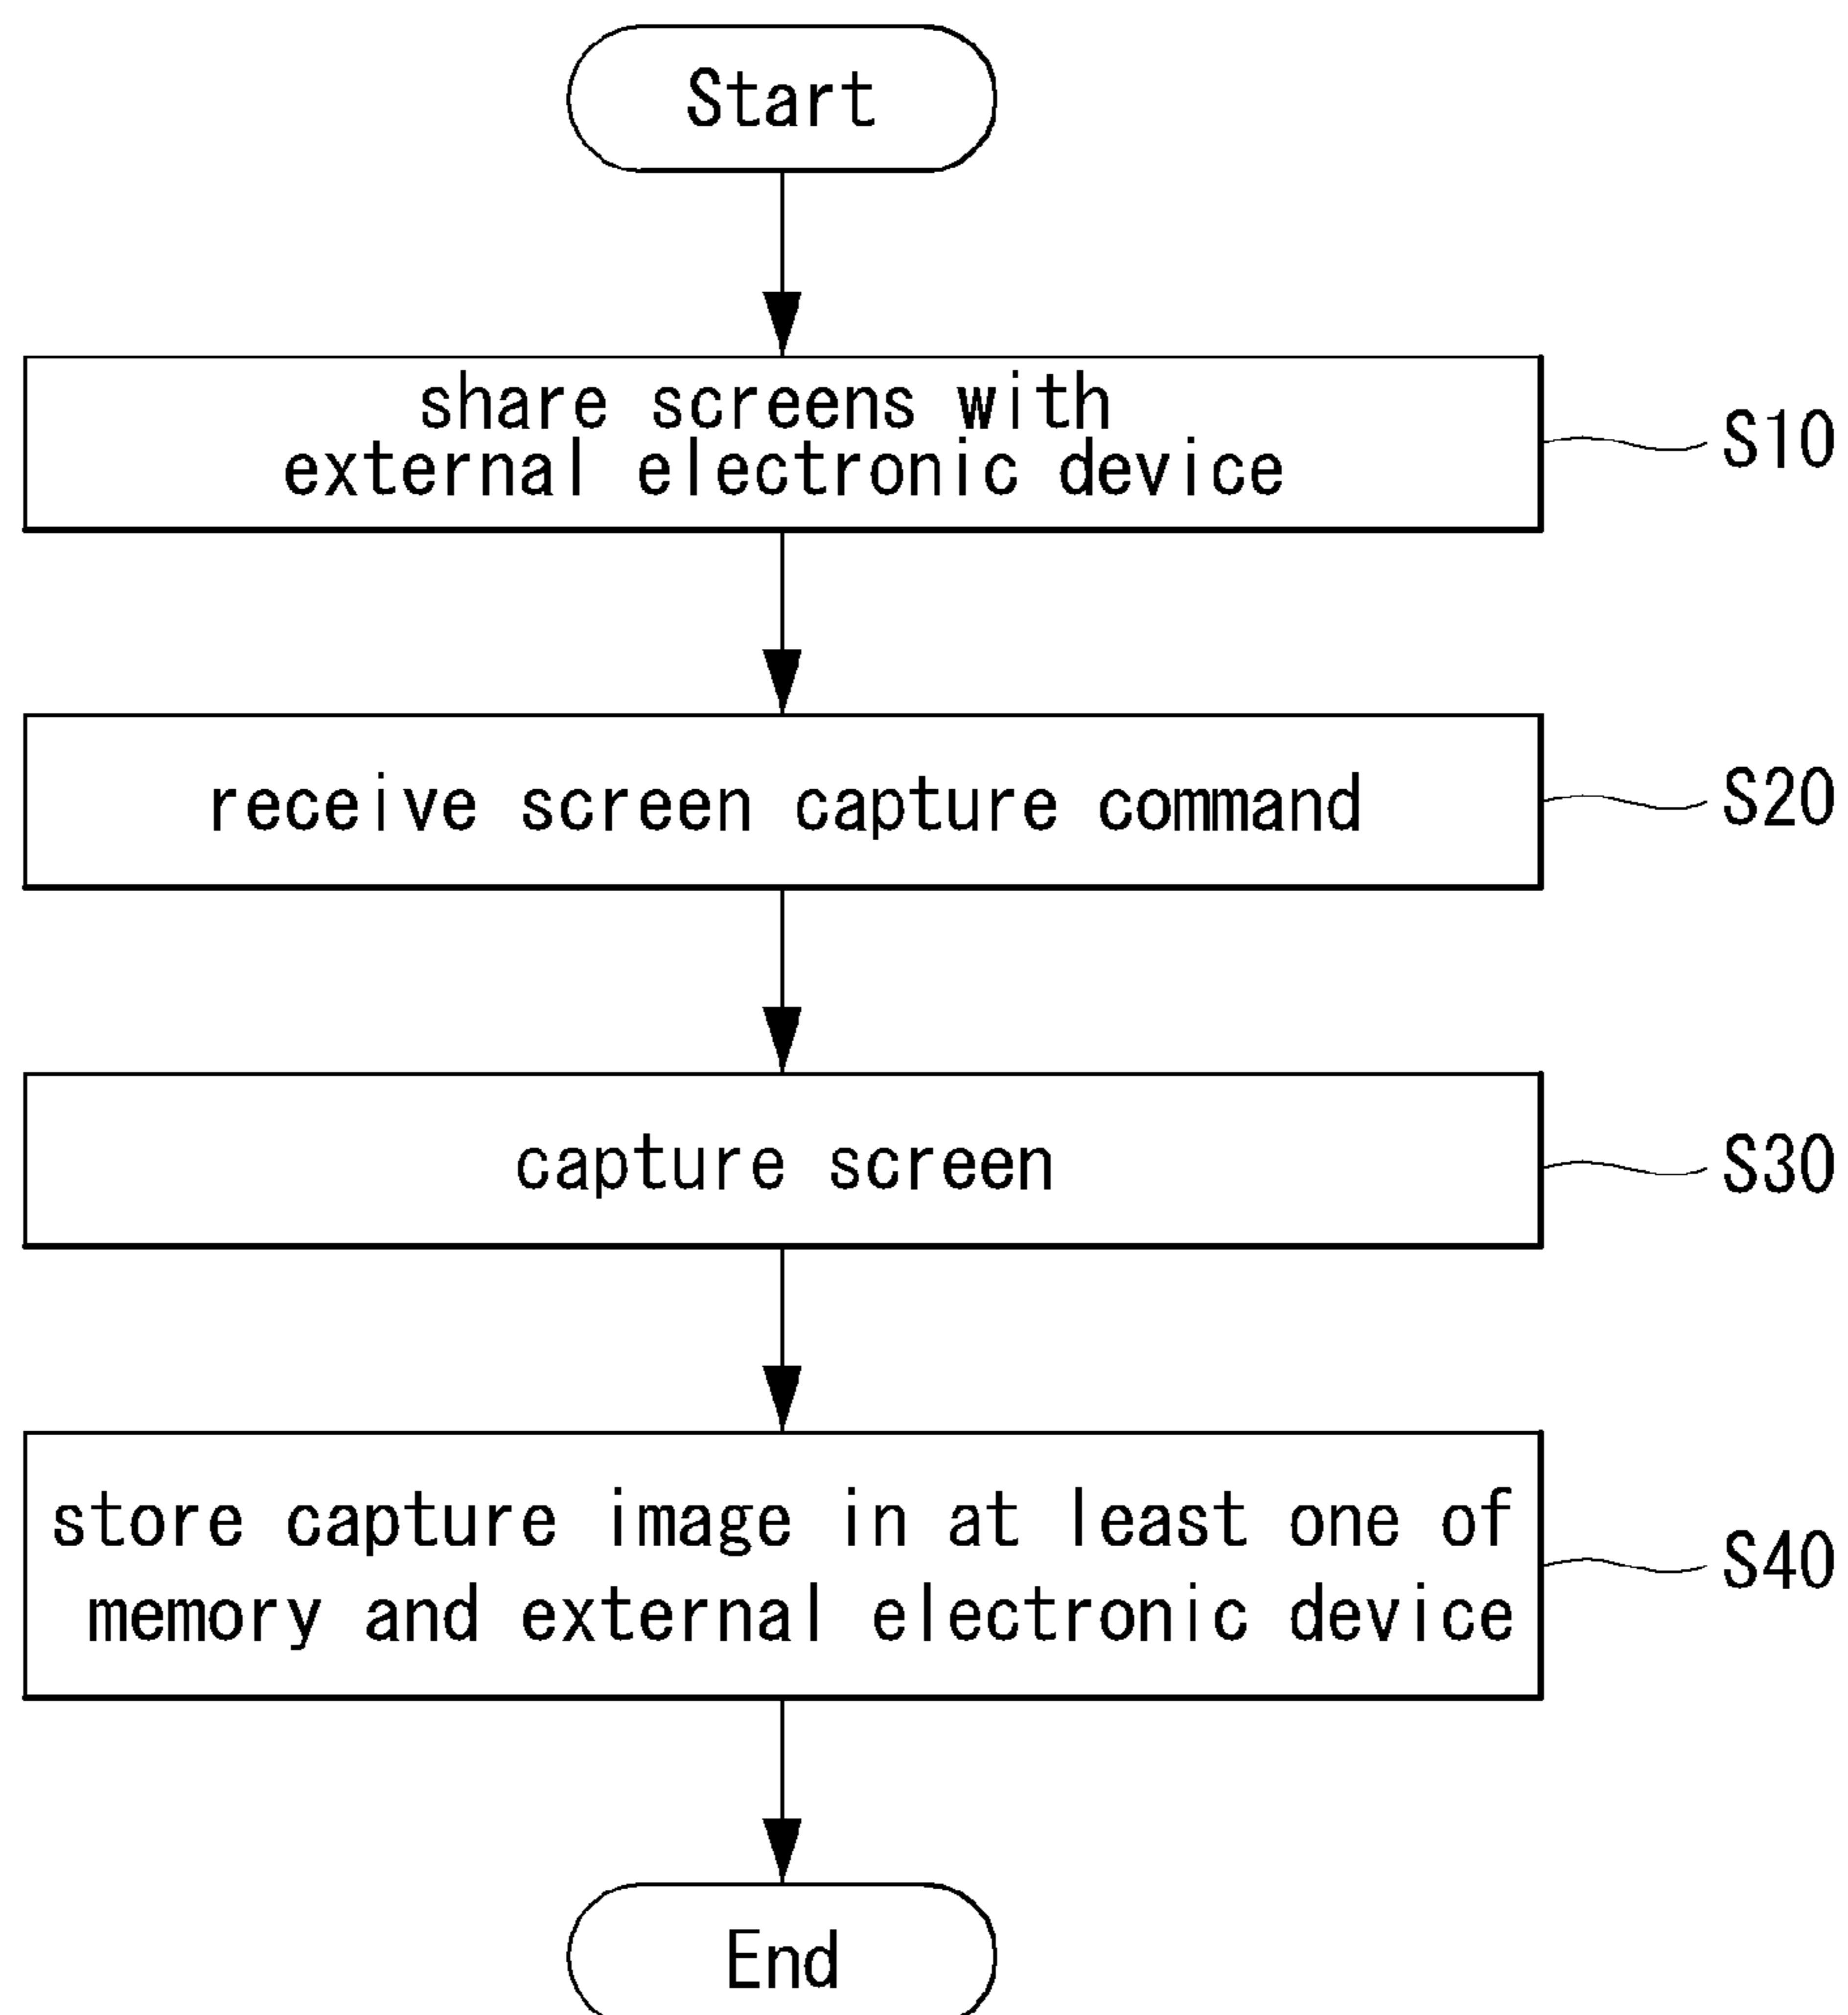 Start
share screens with
external electronic device
S10
receive screen capture command
S20
capture screen
S30
store capture image in at least one of
memory and external electronic device
S40
End